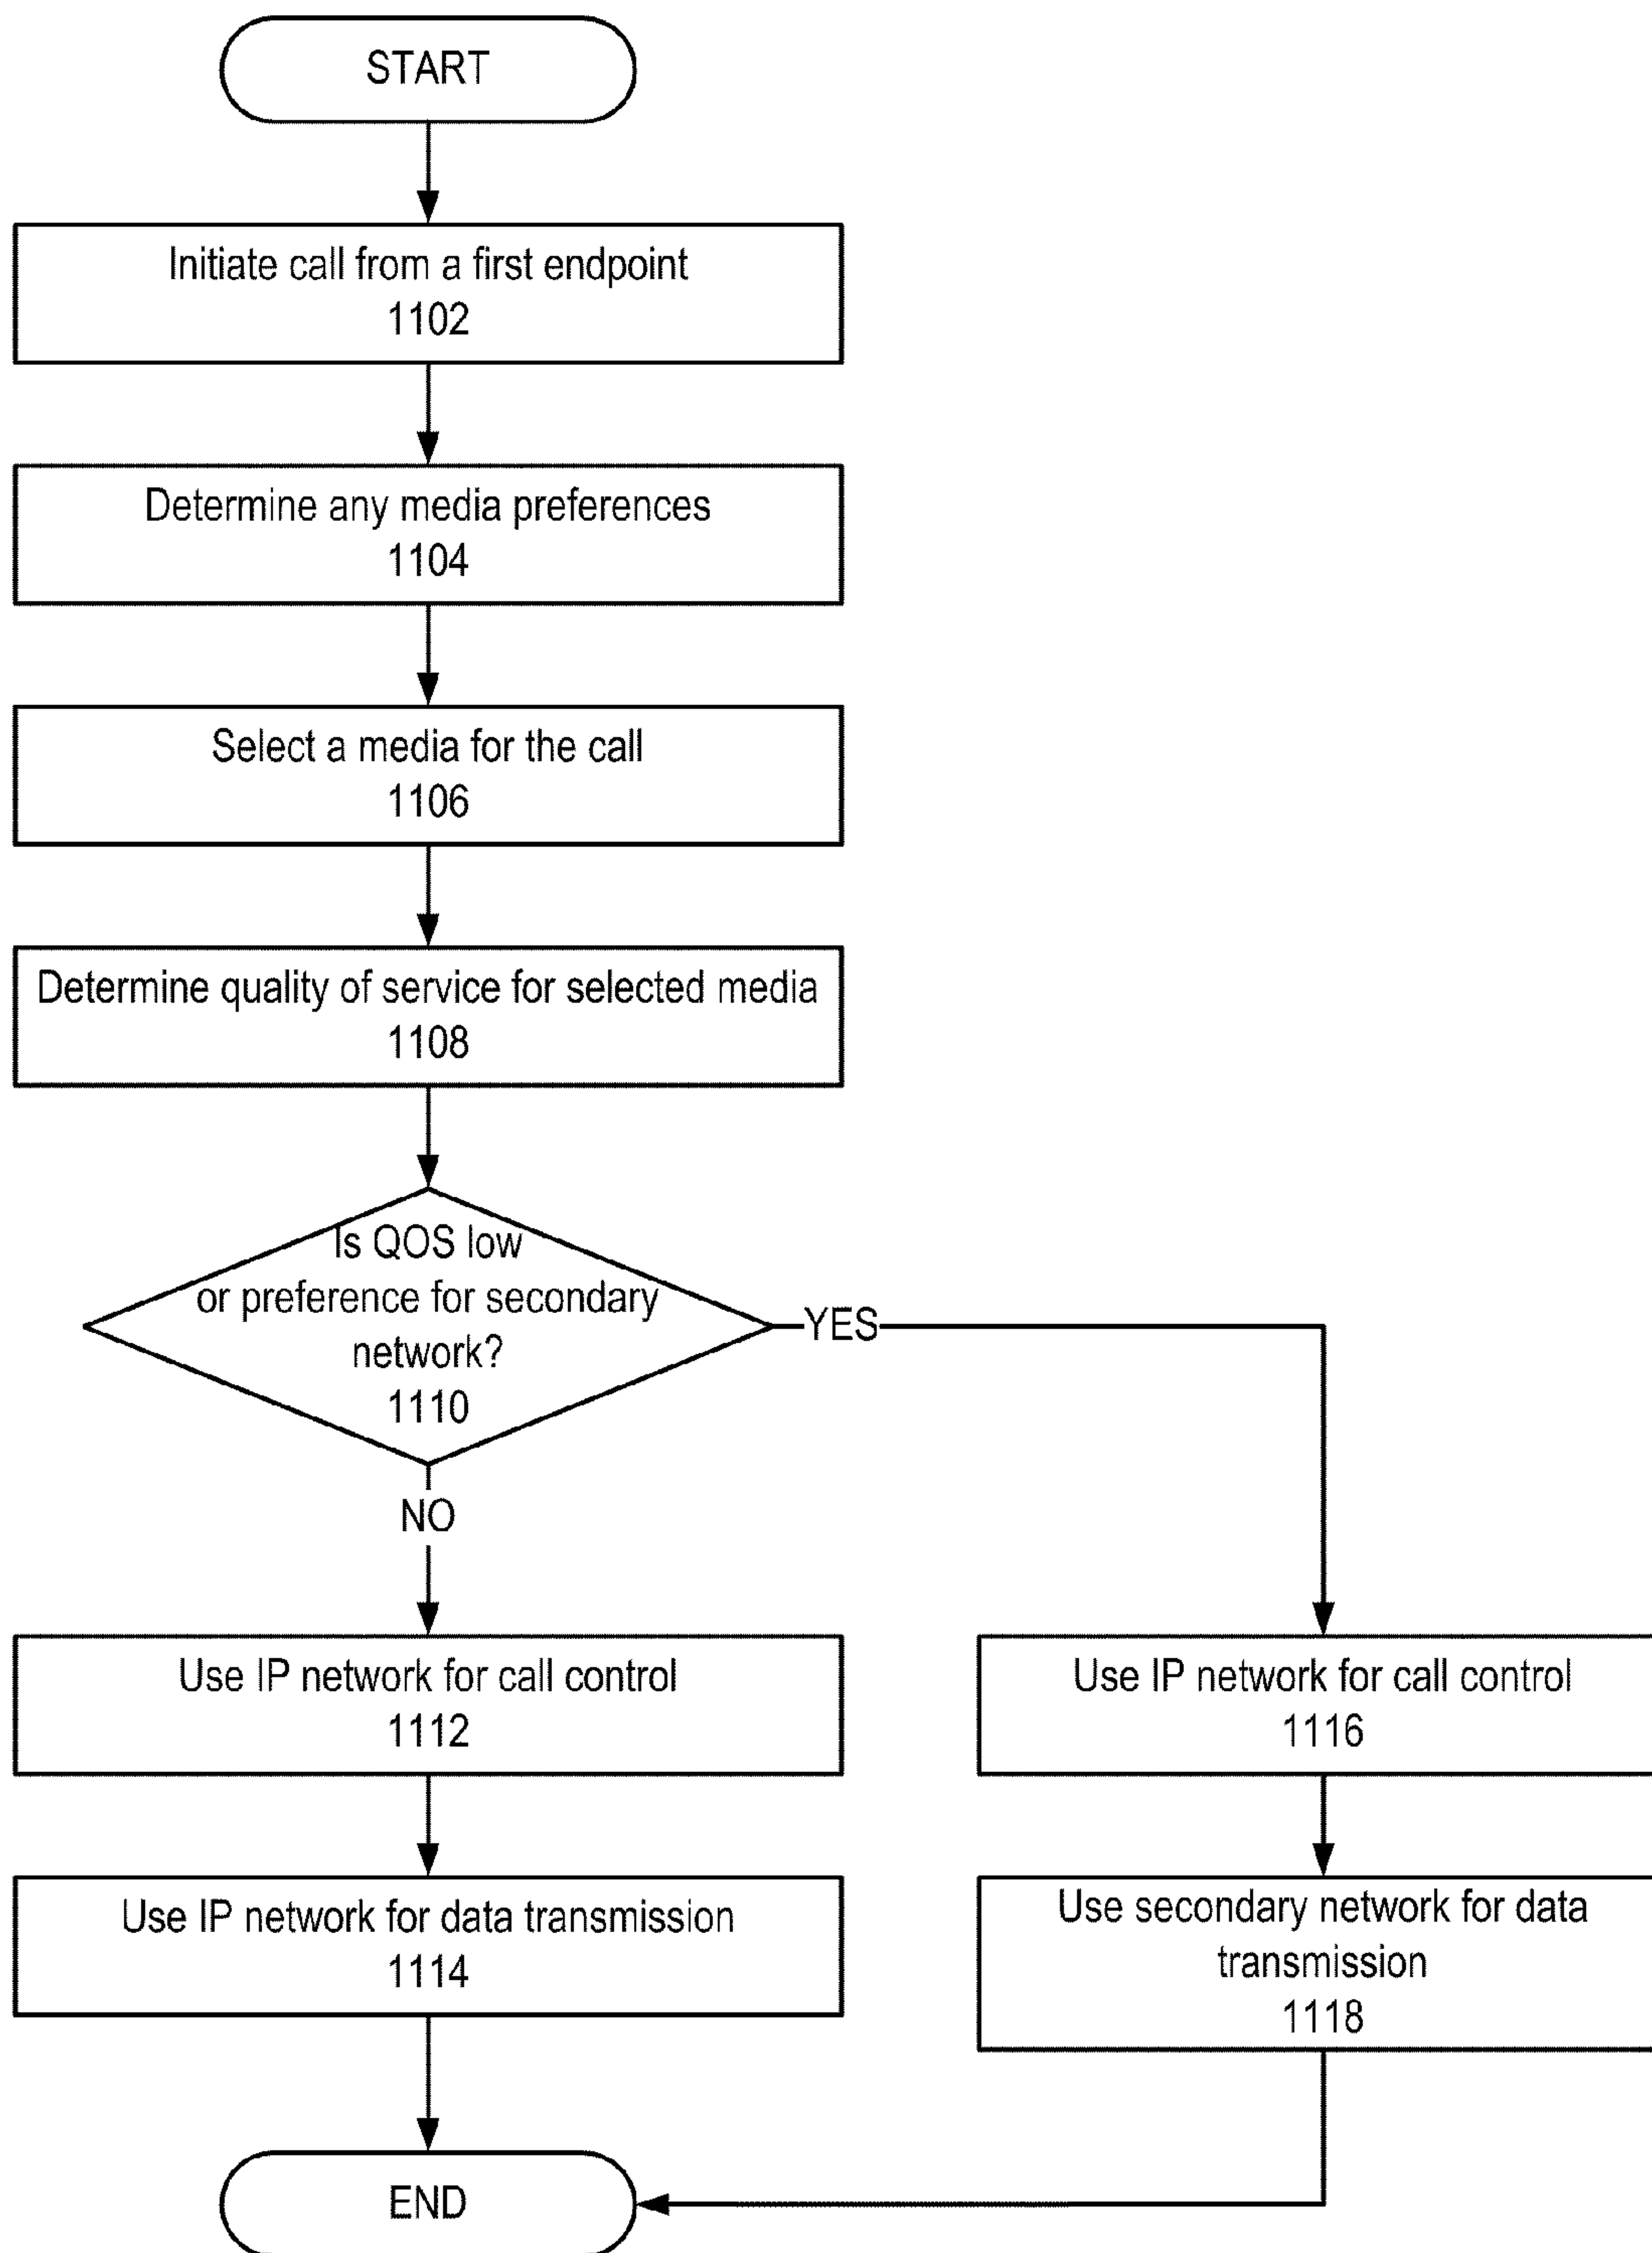 START
Initiate call from a first endpoint
1102
Determine any media preferences
1104
Select a media for the call
1106
Determine quality of service for selected media
1108
Is QOS low
or preference for secondary
network?
1110
YES
NO
Use IP network for call control
1112
Use IP network for call control
1116
Use IP network for data transmission
1114
Use secondary network for data
transmission
1118
END